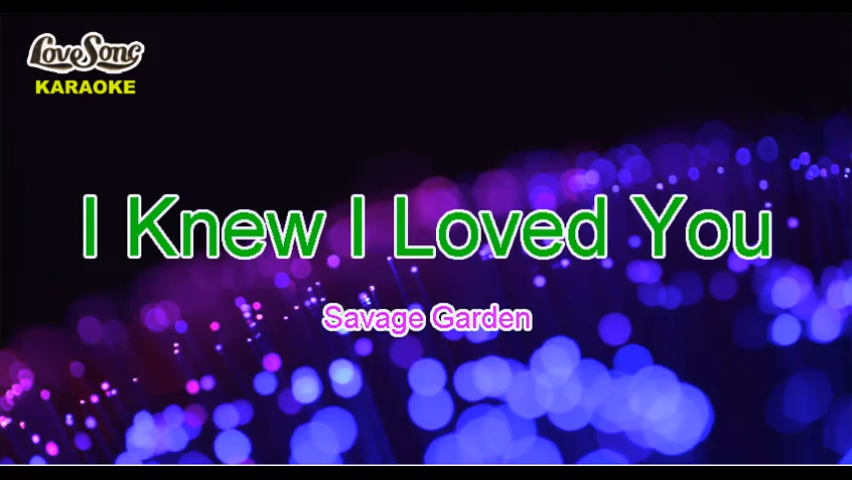 LoveSong
KARAOKE
I Knew I Loved You
Savage Garden